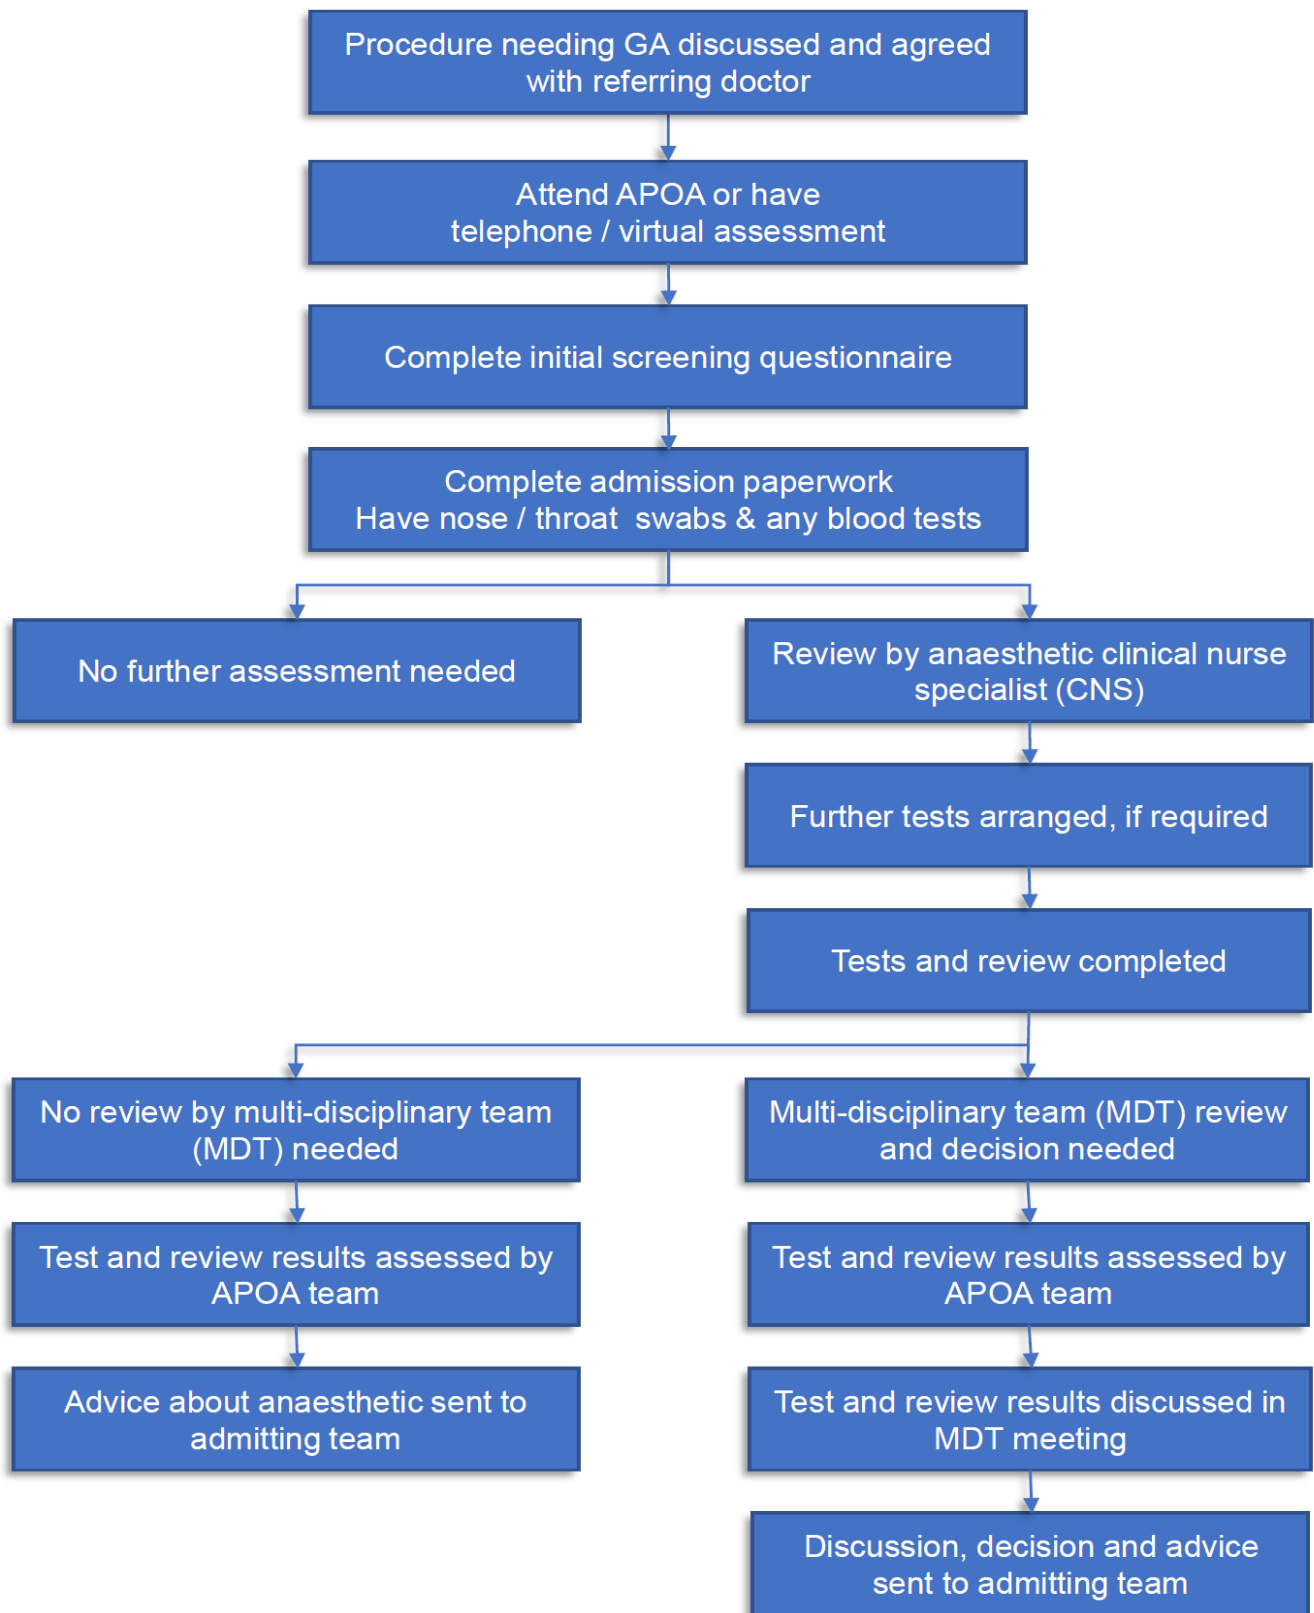 Procedure needing GA discussed and agreed
with referring doctor
Attend APOA or have
telephone / virtual assessment
Complete initial screening questionnaire
Complete admission paperwork
Have nose / throat  swabs & any blood tests
No further assessment needed
Review by anaesthetic clinical nurse
specialist (CNS)
Further tests arranged, if required
Tests and review completed
No review by multi-disciplinary team
(MDT) needed
Multi-disciplinary team (MDT) review
and decision needed
Test and review results assessed by
APOA team
Test and review results assessed by
APOA team
Advice about anaesthetic sent to
admitting team
Test and review results discussed in
MDT meeting
Discussion, decision and advice
sent to admitting team